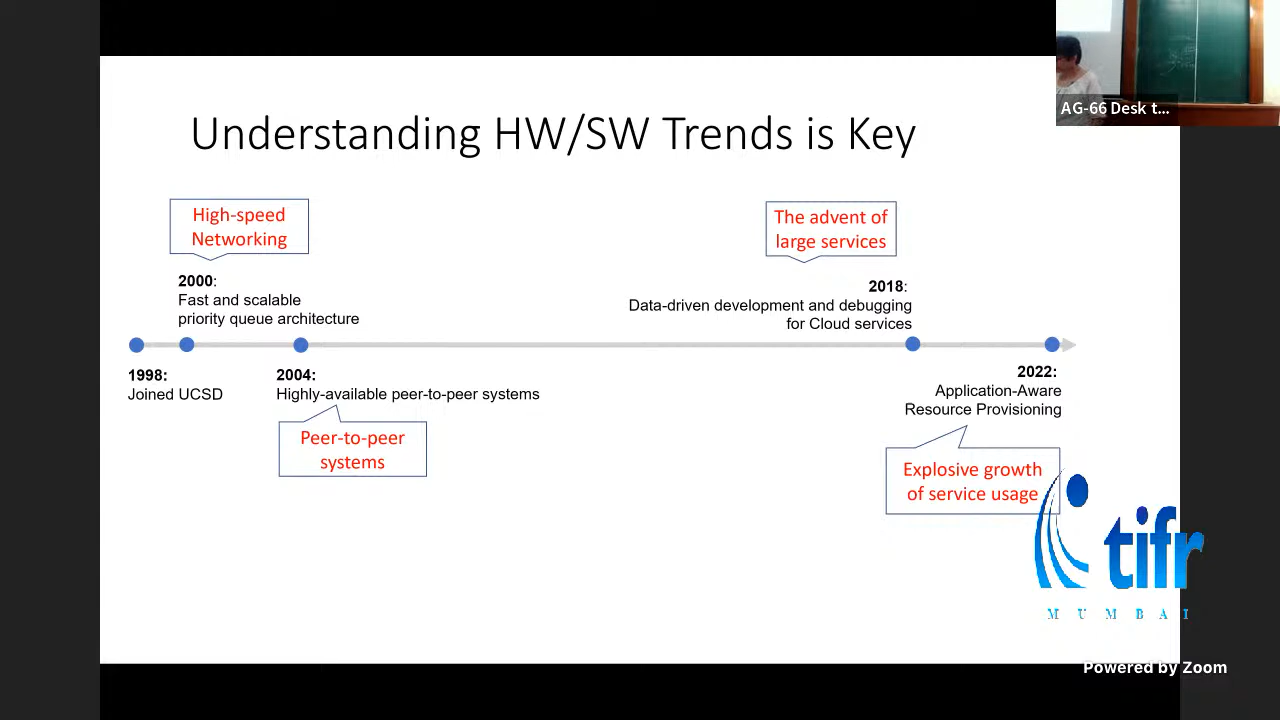 AG-66 Desk t...
Understanding HW/SW Trends is Key
High-speed
Networking
The advent of
large services
2000:
Fast and scalable
priority queue architecture
2018:
Data-driven development and debugging
for Cloud services
1998:
Joined UCSD
2004:
Highly-available peer-to-peer systems
2022:
Application-Aware
Resource Provisioning
Peer-to-peer
systems
Explosive growth
of service usage
tifr
MUMBAI
Powered by Zoom